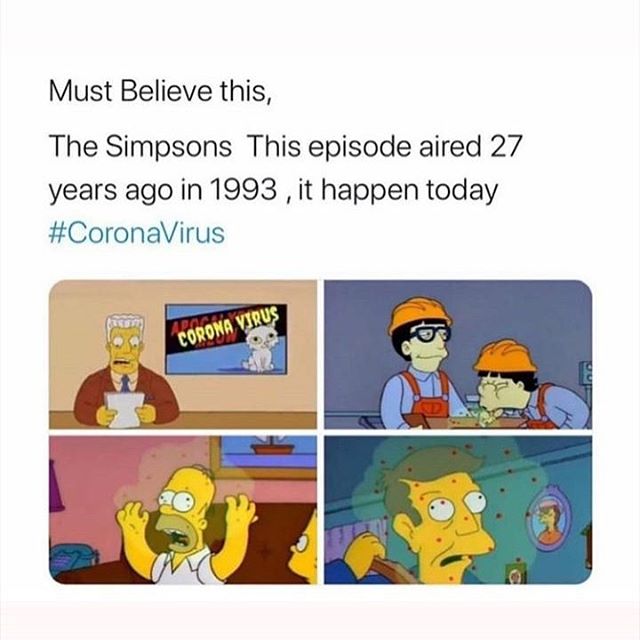 Must Believe this,
The Simpsons This episode aired 27
years ago in 1993 , it happen today
#CoronaVirus
CORONA VIRUS